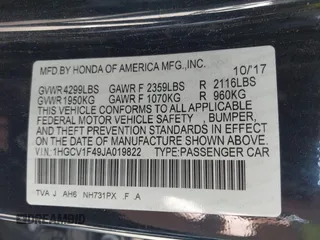 MFD.BY HONDA OF AMERICA MFG.,INC.
10/17
GVWR 4299LBS GAWR F 2359LBS R 2116LBS
GVWR 1950KG GAWR F 1070KG R 960KG
THIS VEHICLE CONFORMS TO ALL APPLICABLE
FEDERAL MOTOR VEHICLE SAFETY, BUMPER,
AND THEFT PREVENTION STANDARDS IN
EFFECT ON THE DATE OF MANUFACTURE
SHOWN ABOVE.
VIN:1HGCV1F49JA019822 TYPE:PASSENGER CAR
TVA J AH6 NH731PX .F .A